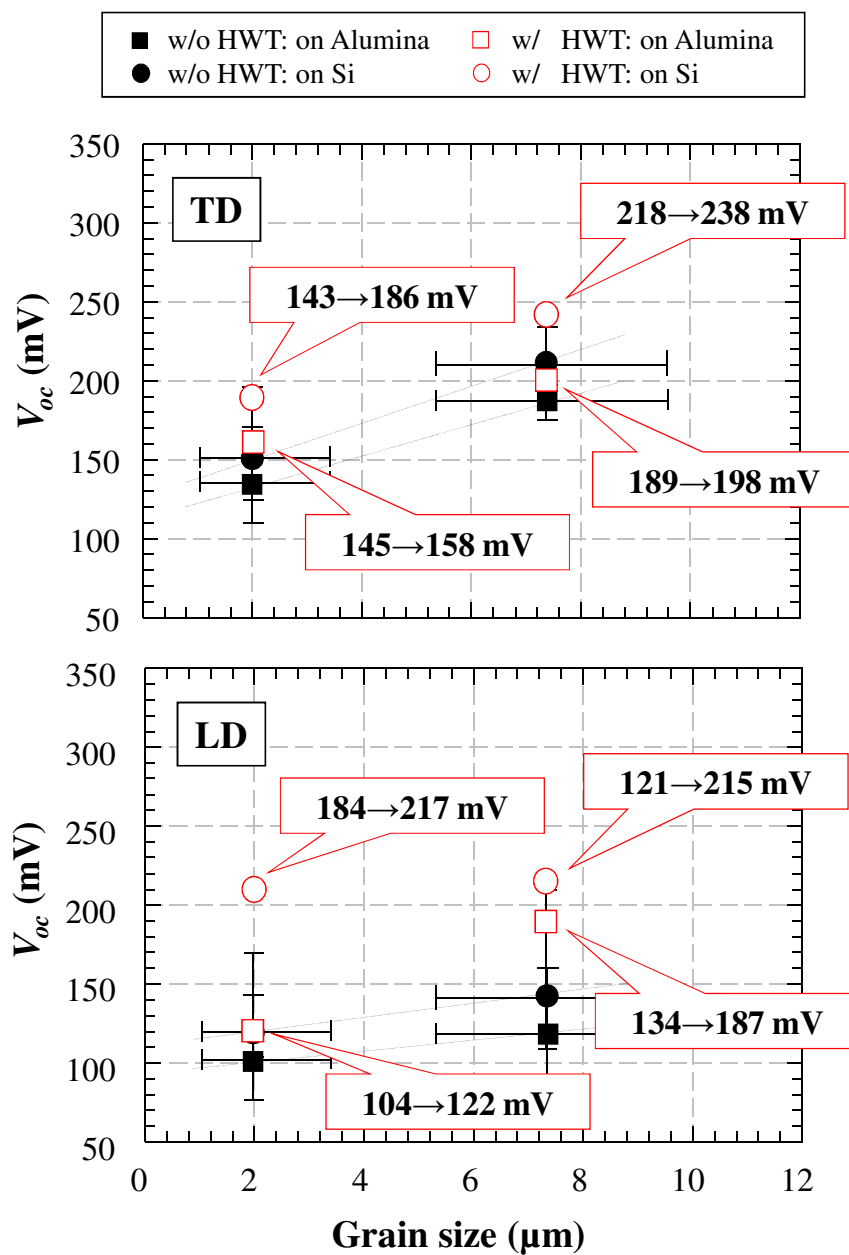 w/o HWT: on Alumina
w/ HWT: on Alumina
w/o HWT: on Si
w/ HWT: on Si
350
TD
218→238 mV
300
143→186 mV
250
Voc (mV)
200
189→198 mV
150
145→158 mV
100
50
350
LD
121→215 mV
300
184→217 mV
250
Voc (mV)
200
150
134→187 mV
100
104→122 mV
50
0 2 4 6 8 10 12
Grain size (µm)